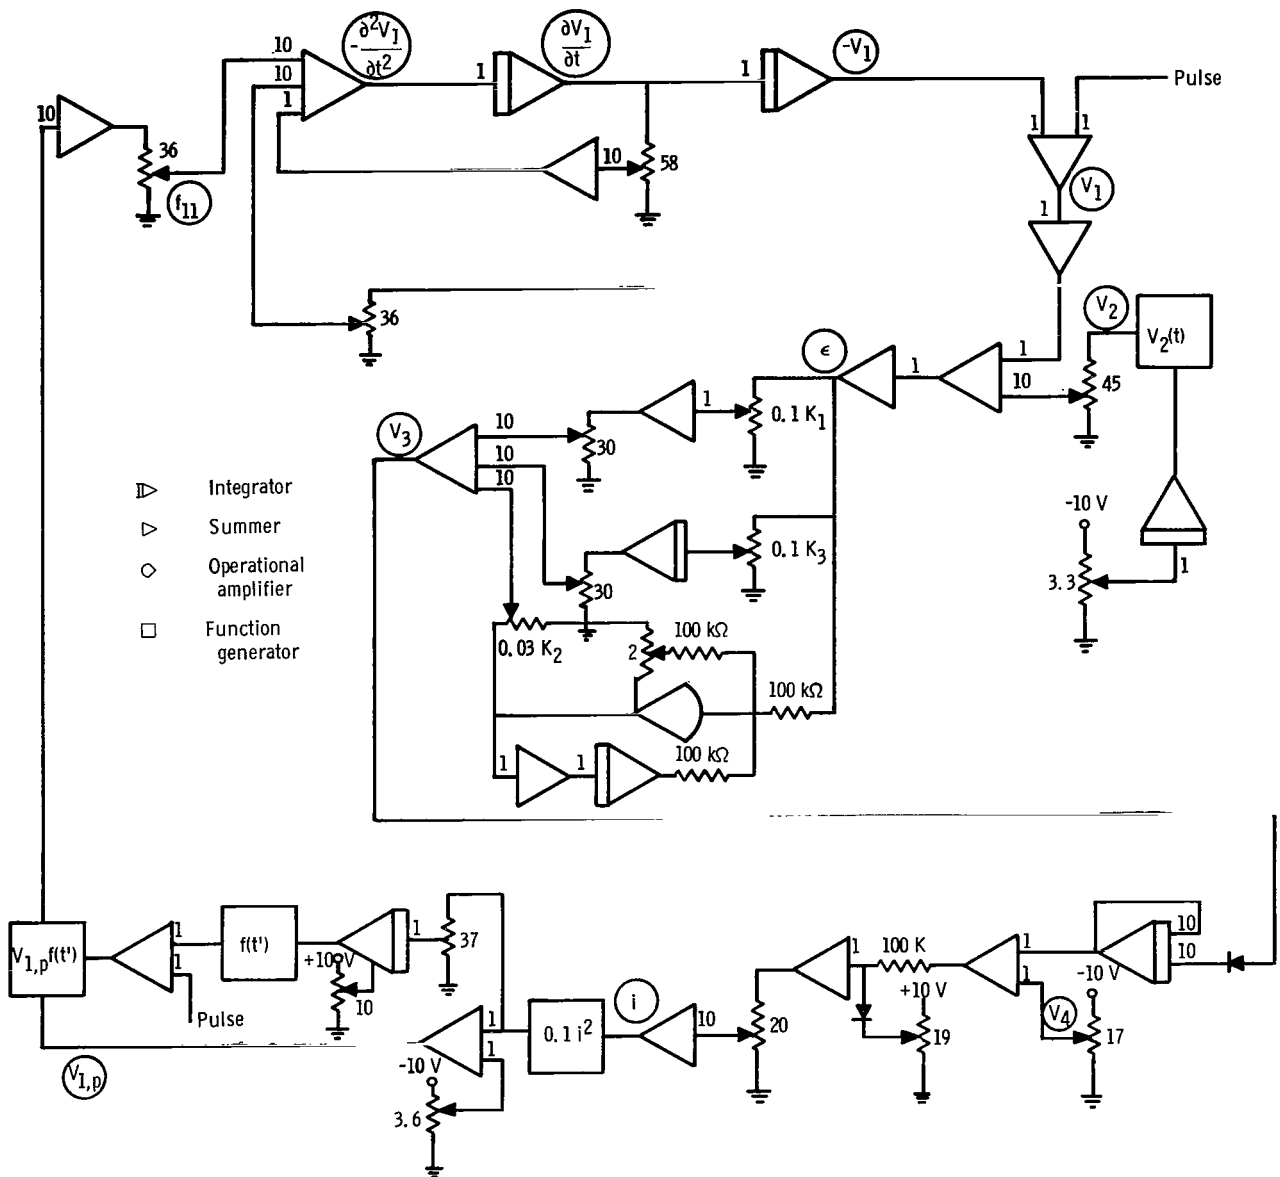 10
10
1
-∂²V₁/∂t²
1
∂V₁/∂t
1
-V₁
Pulse
10
36
f₁₁
10
58
1
1
V₁
1
36
V₂
V₂(t)
ϵ
1
1
10
45
1
0.1 K₁
V₃
10
10
10
30
-10 V
3.3
1
0.1 K₃
30
Integrator
Summer
Operational amplifier
Function generator
0.03 K₂
2
100 kΩ
100 kΩ
1
1
100 kΩ
V₁,ₚf(t')
1
1
Pulse
f(t')
+10 V
10
1
37
1
1
-10 V
3.6
0.1 i²
i
10
20
1
100 K
+10 V
19
1
1
V₄
-10 V
17
10
10
V₁,ₚ